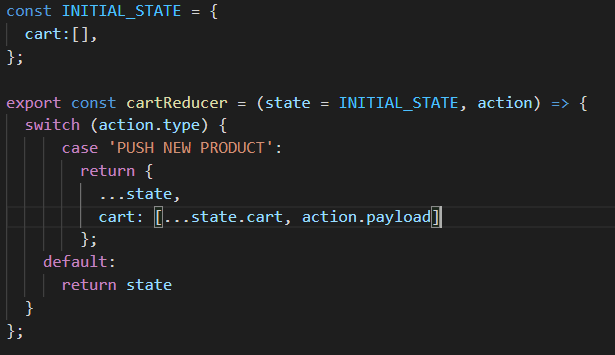 const INITIAL_STATE = {
  cart:[],
};

export const cartReducer = (state = INITIAL_STATE, action) => {
  switch (action.type) {
      case 'PUSH NEW PRODUCT':
        return {
          ...state,
          cart: [...state.cart, action.payload]
        };
    default:
      return state
  }
};